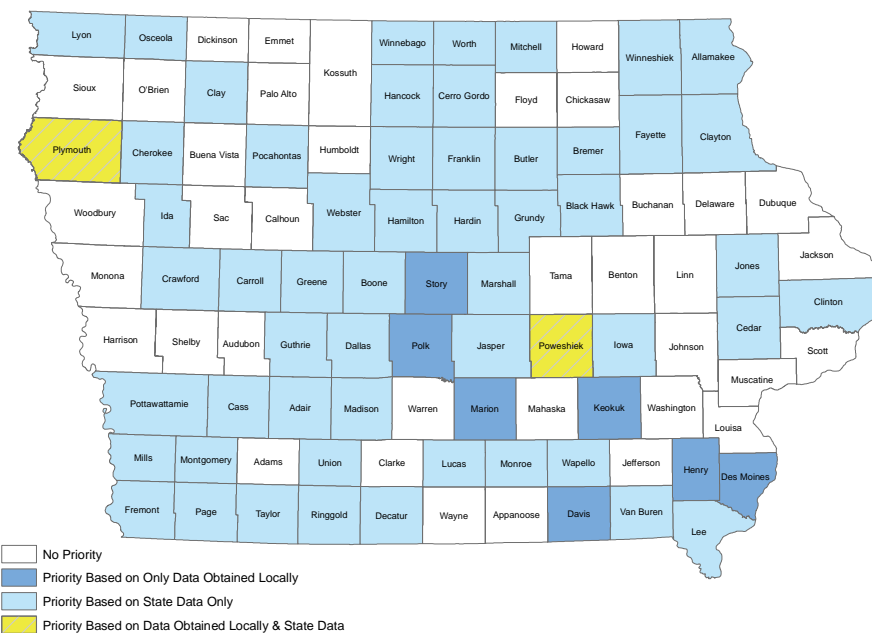 Lyon
Osceola
Dickinson
Emmet
Kossuth
Winnebago
Worth
Mitchell
Howard
Winneshiek
Allamakee
Sioux
O'Brien
Clay
Palo Alto
Hancock
Cerro Gordo
Floyd
Chickasaw
Fayette
Clayton
Plymouth
Cherokee
Buena Vista
Pocahontas
Humboldt
Wright
Franklin
Butler
Bremer
Woodbury
Ida
Sac
Calhoun
Webster
Hamilton
Hardin
Grundy
Black Hawk
Buchanan
Delaware
Dubuque
Monona
Crawford
Carroll
Greene
Boone
Story
Marshall
Tama
Benton
Linn
Jones
Jackson
Clinton
Harrison
Shelby
Audubon
Guthrie
Dallas
Polk
Jasper
Poweshiek
Iowa
Johnson
Cedar
Scott
Muscatine
Pottawattamie
Cass
Adair
Madison
Warren
Marion
Mahaska
Keokuk
Washington
Louisa
Mills
Montgomery
Adams
Union
Clarke
Lucas
Monroe
Wapello
Jefferson
Henry
Des Moines
Fremont
Page
Taylor
Ringgold
Decatur
Wayne
Appanoose
Davis
Van Buren
Lee
No Priority
Priority Based on Only Data Obtained Locally
Priority Based on State Data Only
Priority Based on Data Obtained Locally & State Data